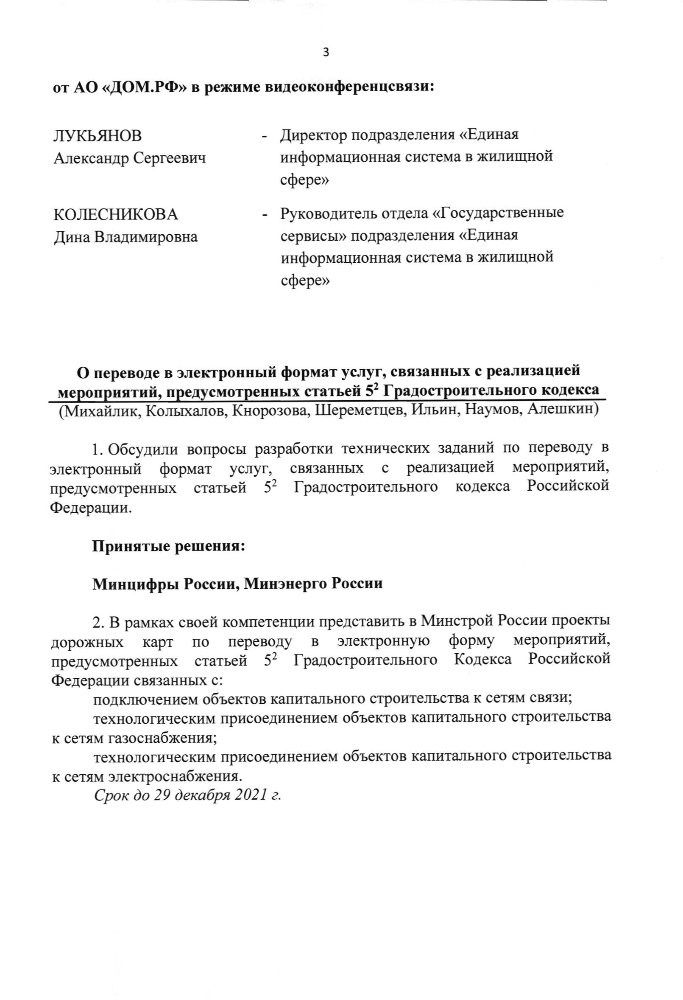 3
от АО «ДОМ.РФ» в режиме видеоконференцсвязи:
ЛУКЬЯНОВ
Александр Сергеевич
- Директор подразделения «Единая
информационная система в жилищной
сфере»
КОЛЕСНИКОВА
Дина Владимировна
- Руководитель отдела «Государственные
сервисы» подразделения «Единая
информационная система в жилищной
сфере»
О переводе в электронный формат услуг, связанных с реализацией
мероприятий, предусмотренных статьей 5² Градостроительного кодекса
(Михайлик, Колыхалов, Кнорозова, Шереметцев, Ильин, Наумов, Алешкин)
1. Обсудили вопросы разработки технических заданий по переводу в
электронный формат услуг, связанных с реализацией мероприятий,
предусмотренных статьей 5² Градостроительного кодекса Российской
Федерации.
Принятые решения:
Минцифры России, Минэнерго России
2. В рамках своей компетенции представить в Минстрой России проекты
дорожных карт по переводу в электронную форму мероприятий,
предусмотренных статьей 5² Градостроительного Кодекса Российской
Федерации связанных с:
подключением объектов капитального строительства к сетям связи;
технологическим присоединением объектов капитального строительства
к сетям газоснабжения;
технологическим присоединением объектов капитального строительства
к сетям электроснабжения.
Срок до 29 декабря 2021 г.